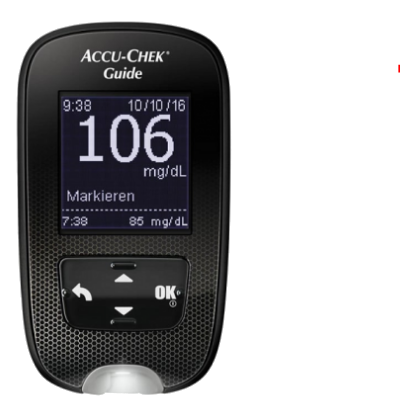 ACCU-CHEK®
Guide
9:38 10/10/16
106
mg/dL
Markieren
7:38 85 mg/dL
OK